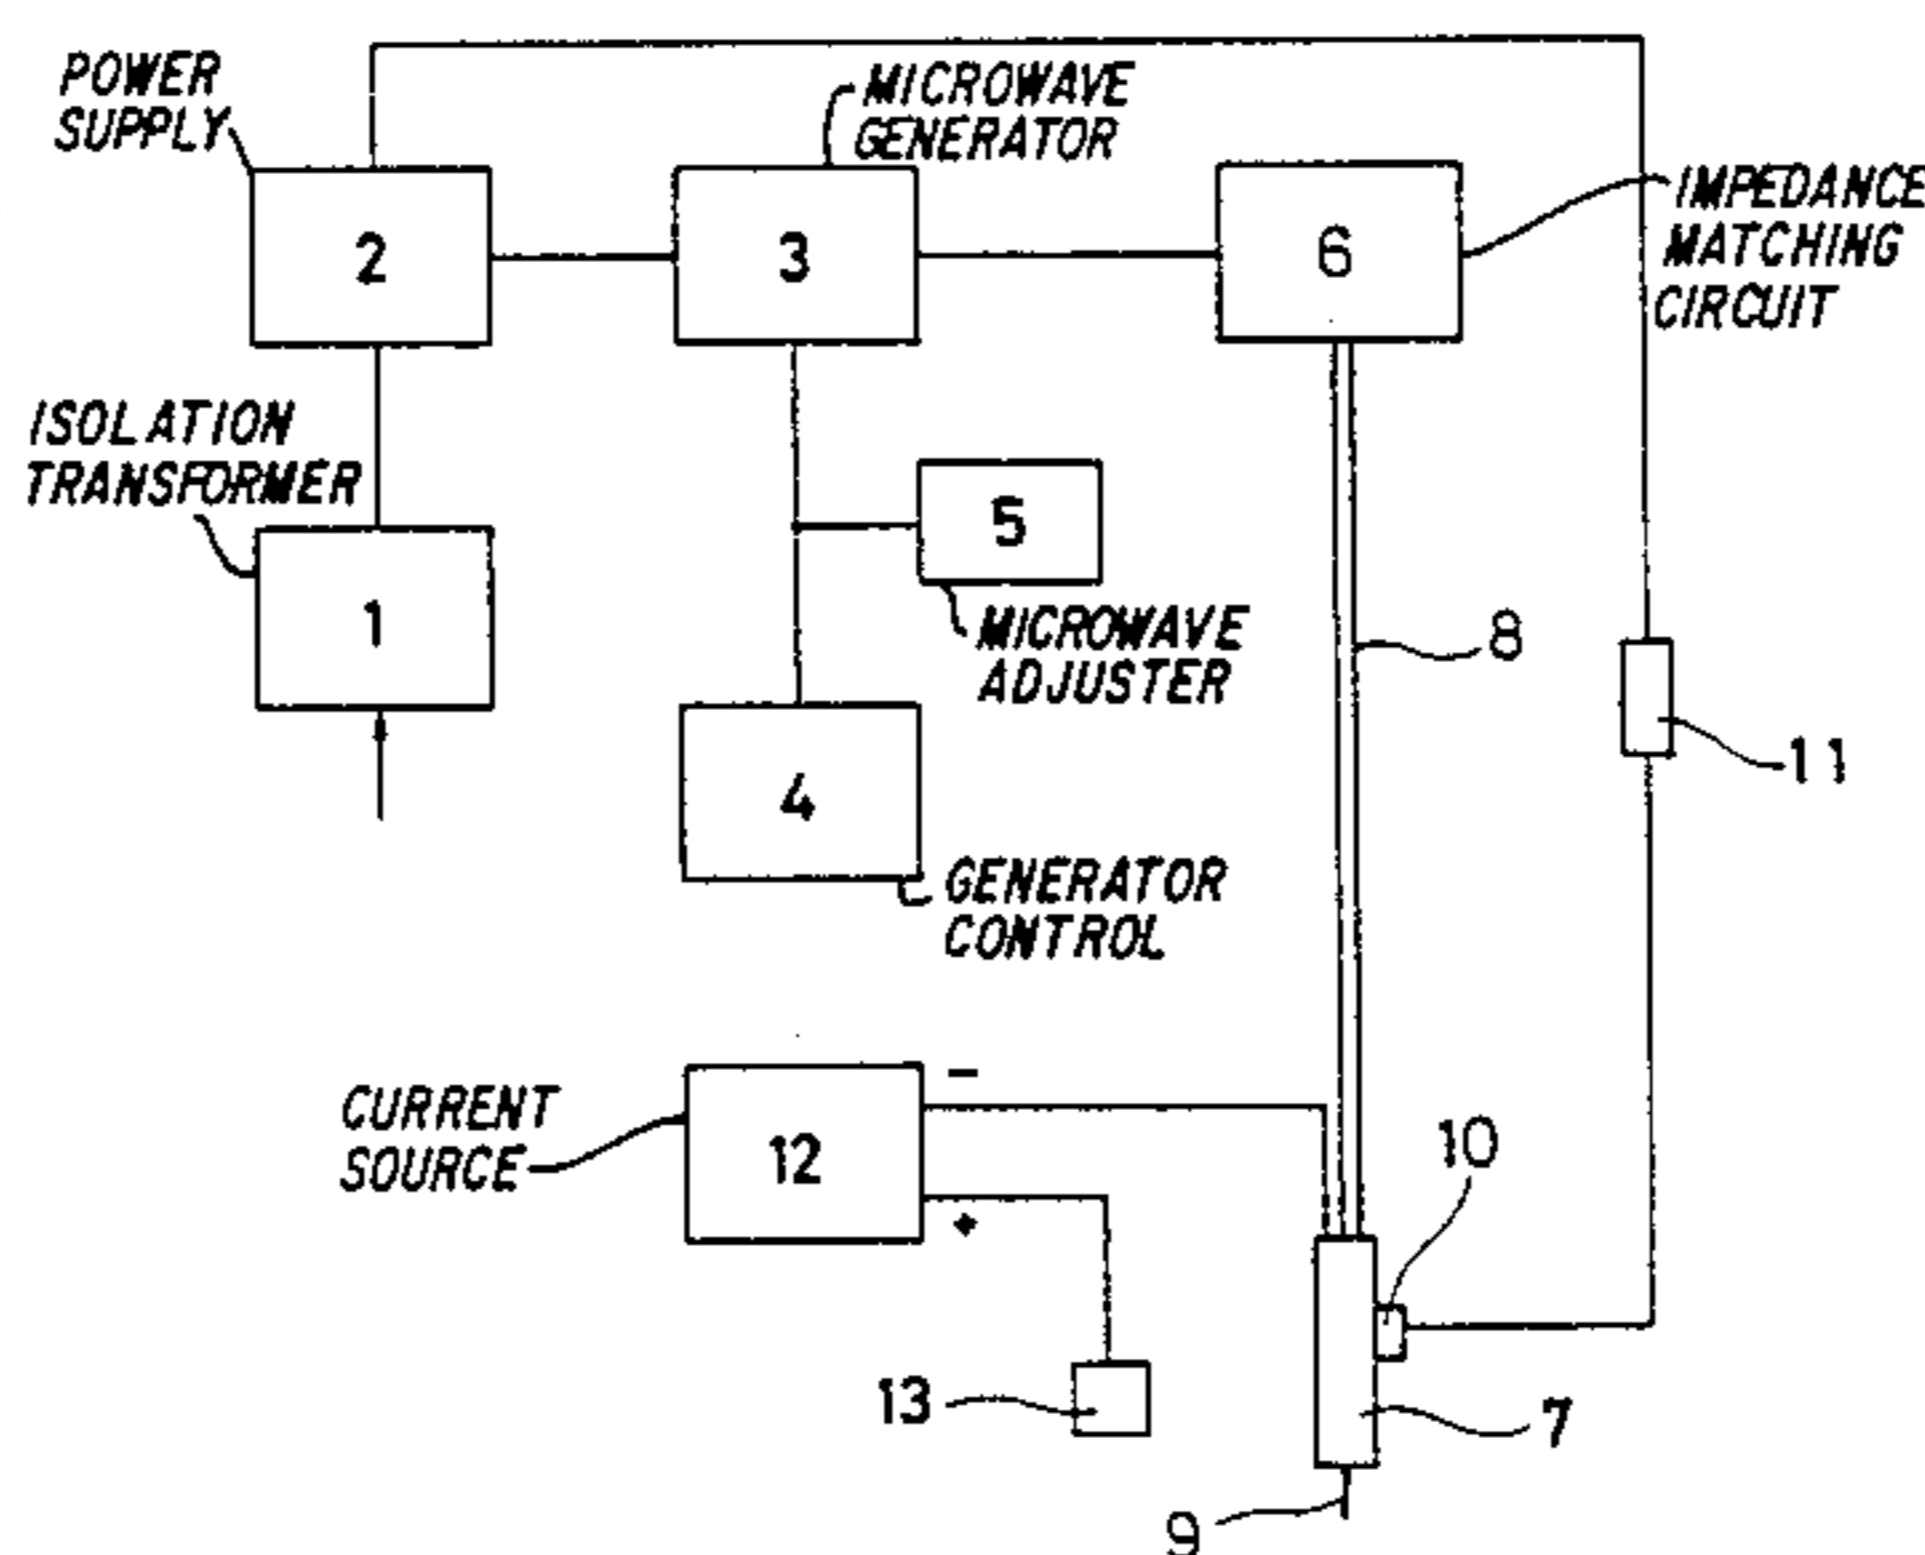 POWER
SUPPLY
MICROWAVE
GENERATOR
IMPEDANCE
MATCHING
CIRCUIT
2
3
6
ISOLATION
TRANSFORMER
1
5
MICROWAVE
ADJUSTER
8
11
4
GENERATOR
CONTROL
CURRENT
SOURCE
12
-
+
10
13
7
9